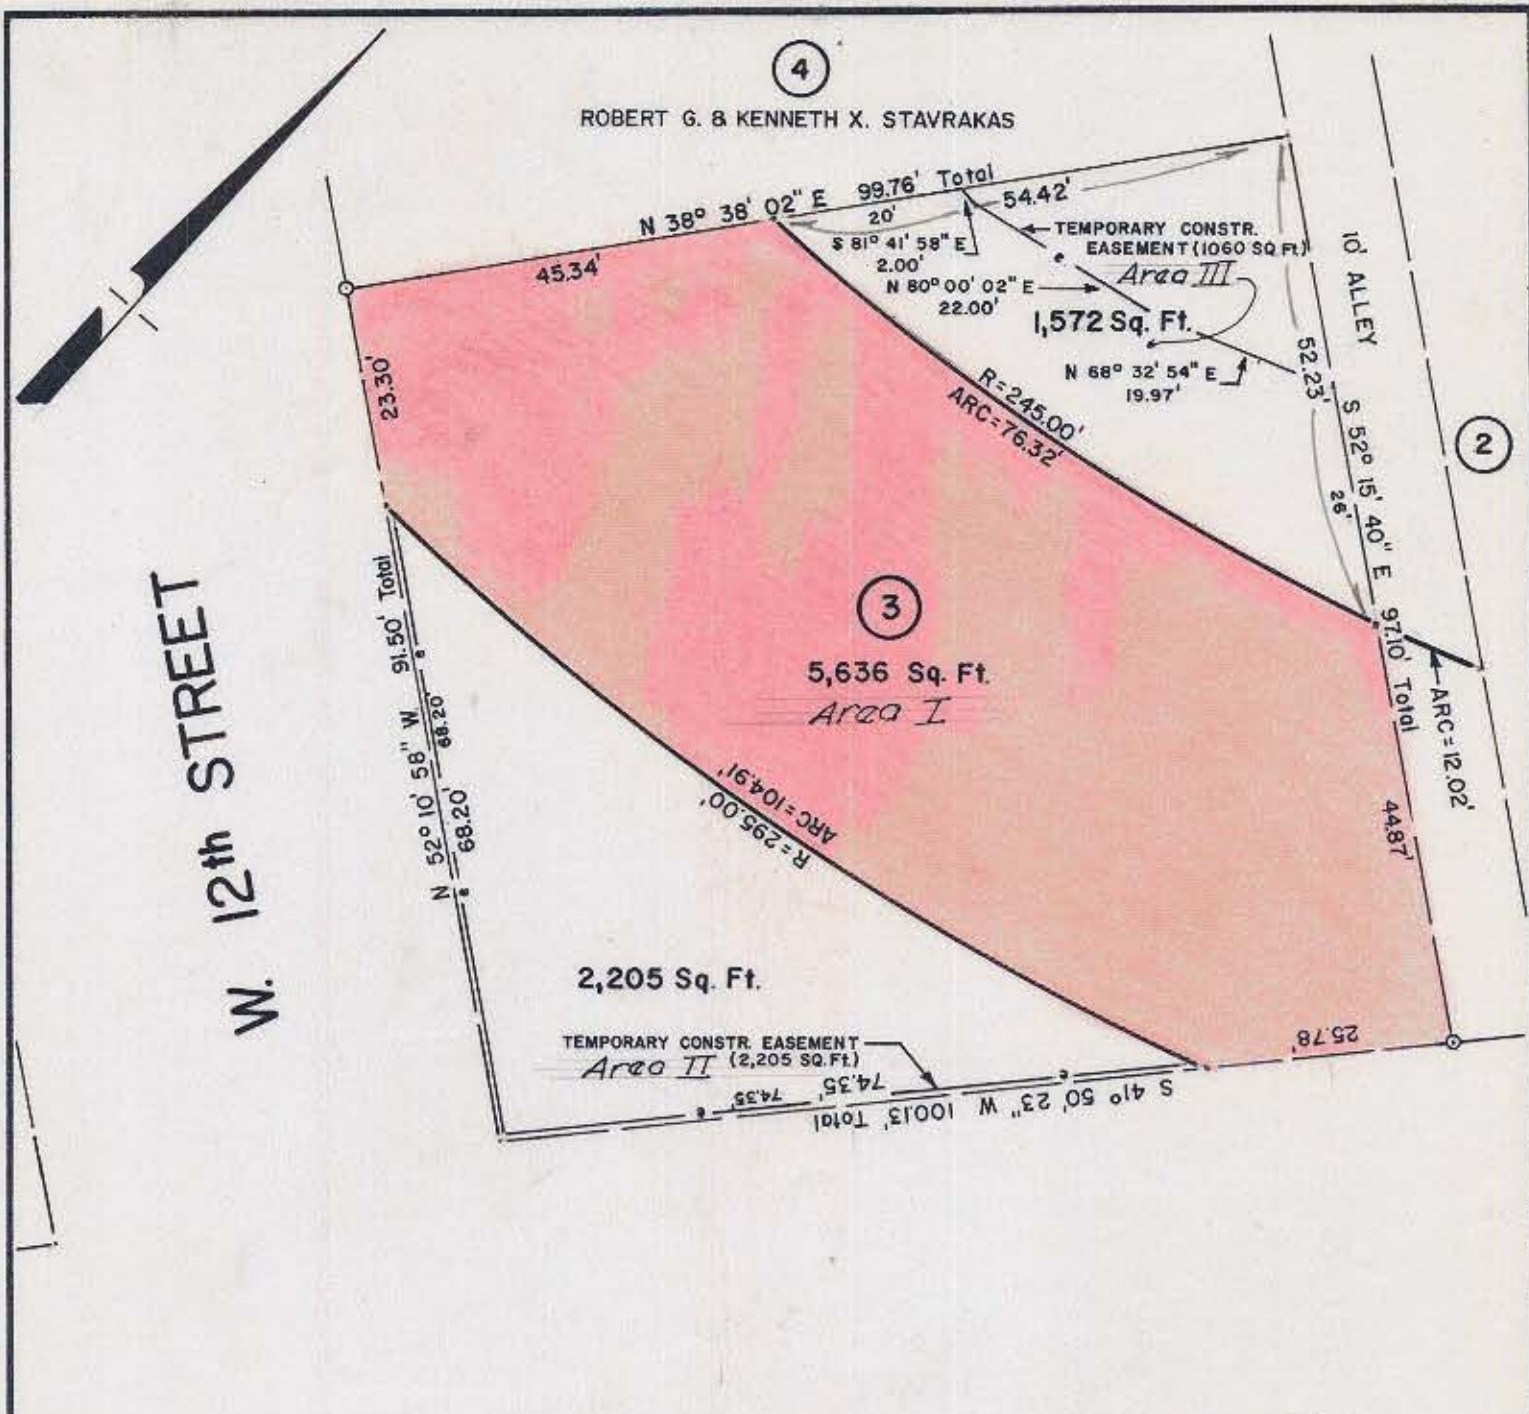 4
ROBERT G. & KENNETH X. STAVRAKAS
N 38° 38' 02" E 99.76' Total
45.34'
20'
54.42'
S 81° 41' 58" E
2.00'
N 80° 00' 02" E
22.00'
TEMPORARY CONSTR.
EASEMENT (1060 SQ Ft)
Area III
1,572 Sq. Ft.
N 68° 32' 54" E
19.97'
10' ALLEY
S 52° 15' 40" E 97.10' Total
52.23'
26'
2
23.30'
R=245.00'
ARC=76.32'
3
5,636 Sq. Ft.
Area I
ARC=12.02'
44.87'
W. 12th STREET
N 52° 10' 58" W 91.50' Total
68.20'
68.20'
ARC=104.91'
R=295.00'
2,205 Sq. Ft.
TEMPORARY CONSTR. EASEMENT
Area II (2,205 SQ.Ft.)
25.78'
74.35'
74.35'
S 41° 50' 23" W 100.13' Total